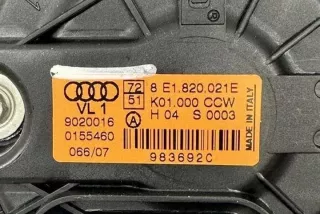 72 8 E1.820.021E
VL 1 51 K01.000 CCW
9020016 A H 04 S 0003
0155460
066/07 983692C
MADE IN ITALY